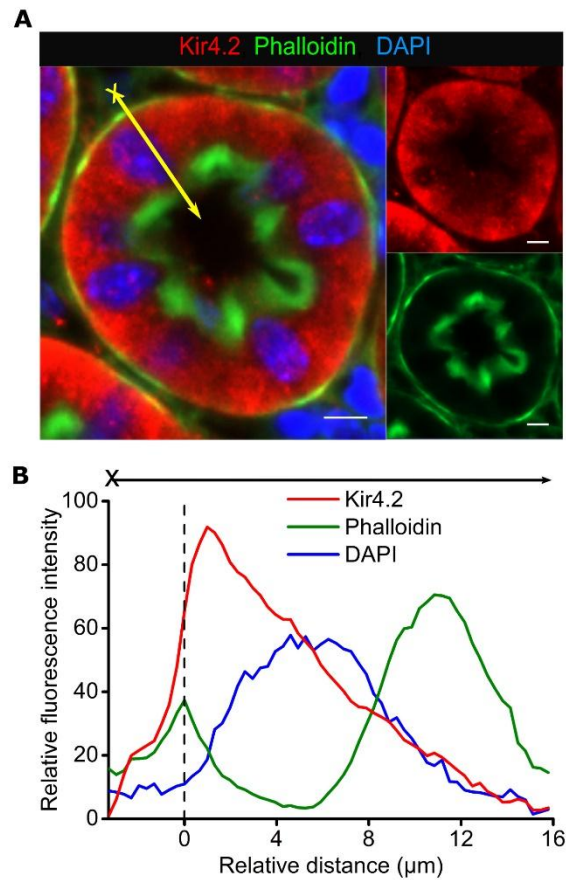 A
Kir4.2 Phalloidin DAPI
B
X
100
80
60
40
20
0
Relative fluorescence intensity
Kir4.2
Phalloidin
DAPI
0 4 8 12 16
Relative distance (µm)